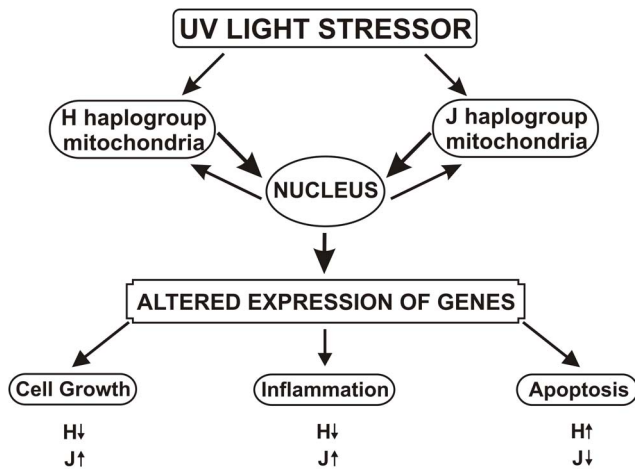 UV LIGHT STRESSOR
H haplogroup
mitochondria
J haplogroup
mitochondria
NUCLEUS
ALTERED EXPRESSION OF GENES
Cell Growth
Inflammation
Apoptosis
H↓
J↑
H↓
J↑
H↑
J↓